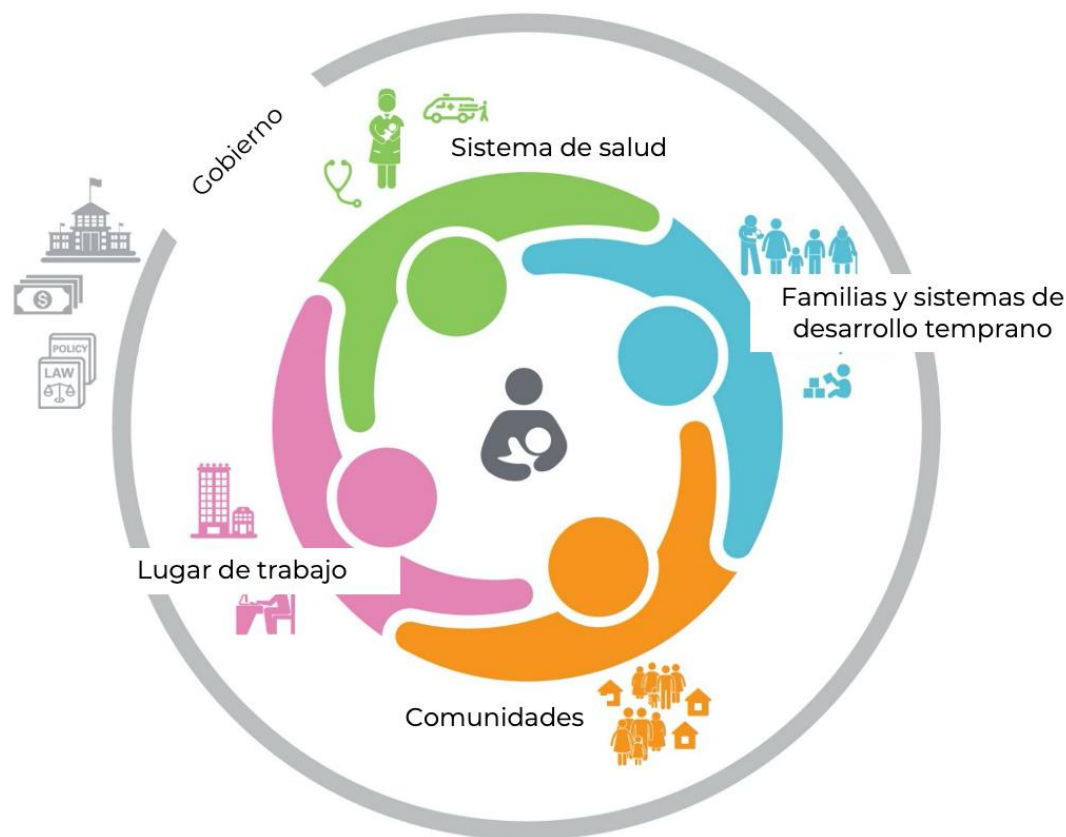 Gobierno
Sistema de salud
Familias y sistemas de
desarrollo temprano
$
POLICY
LAW
Lugar de trabajo
Comunidades